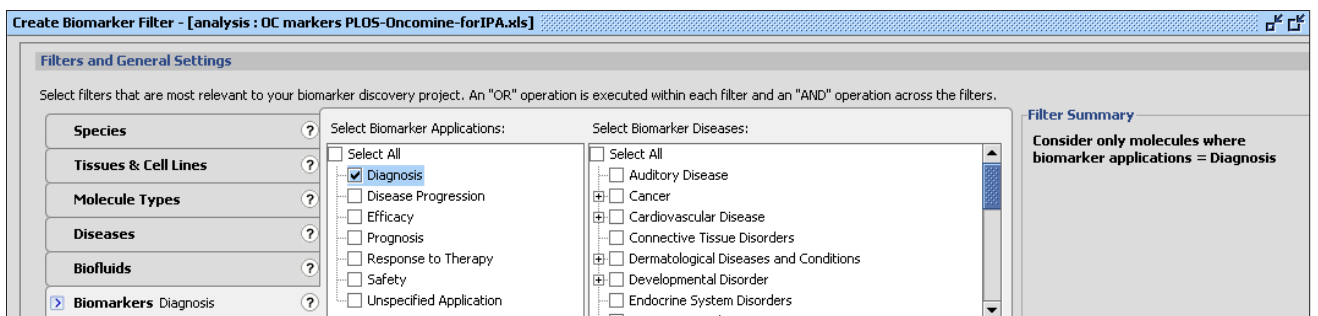 Create Biomarker Filter - [analysis : OC markers PLOS-Oncomine-forIPA.xls]
Filters and General Settings
Select filters that are most relevant to your biomarker discovery project. An "OR" operation is executed within each filter and an "AND" operation across the filters.
Species ?
Tissues & Cell Lines ?
Molecule Types ?
Diseases ?
Biofluids ?
Biomarkers Diagnosis ?
Select Biomarker Applications:
Select All
Diagnosis
Disease Progression
Efficacy
Prognosis
Response to Therapy
Safety
Unspecified Application
Select Biomarker Diseases:
Select All
Auditory Disease
Cancer
Cardiovascular Disease
Connective Tissue Disorders
Dermatological Diseases and Conditions
Developmental Disorder
Endocrine System Disorders
Filter Summary
Consider only molecules where
biomarker applications = Diagnosis